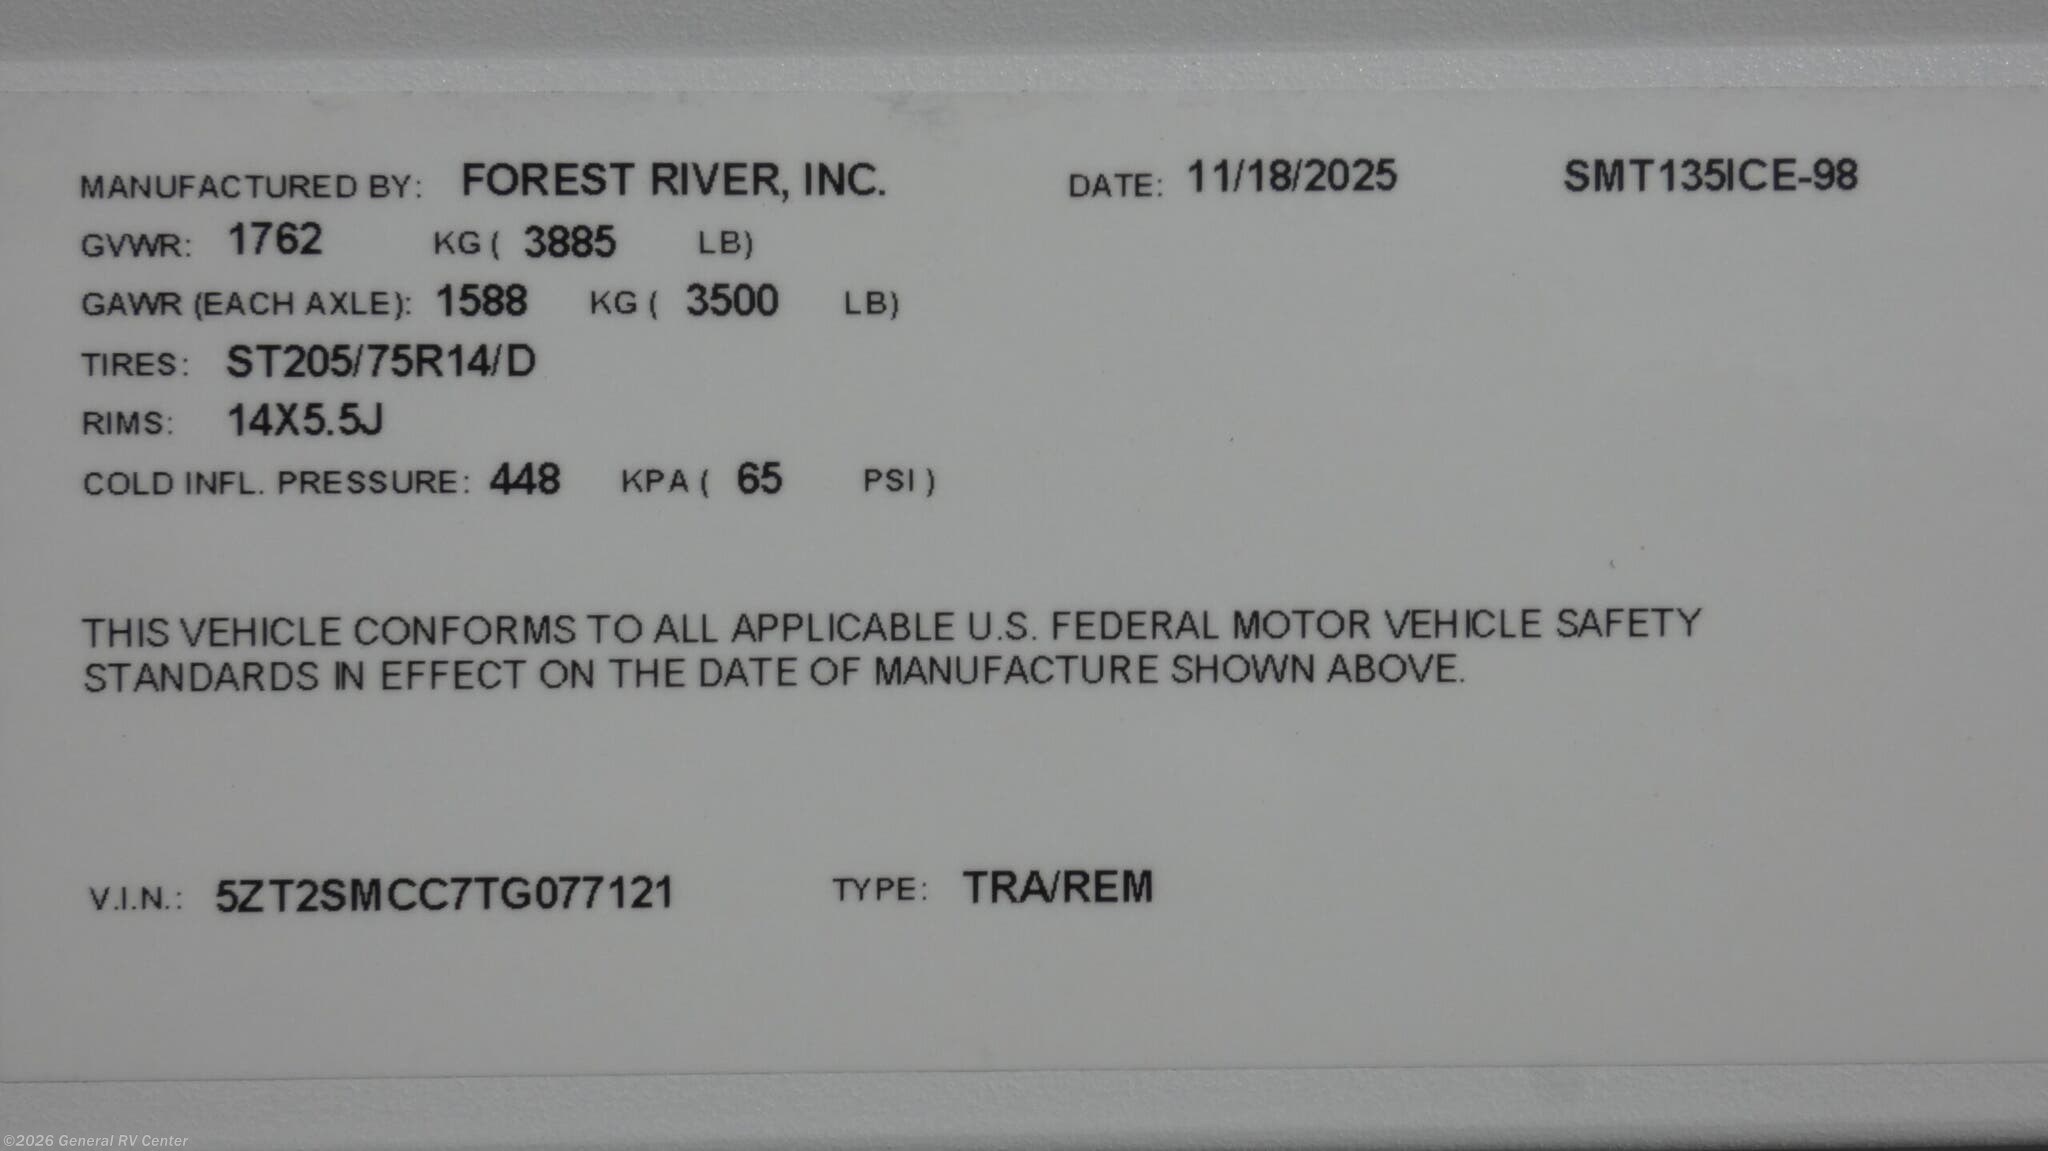 MANUFACTURED BY: FOREST RIVER, INC. DATE: 11/18/2025 SMT135ICE-98
GVWR: 1762 KG ( 3885 LB)
GAWR (EACH AXLE): 1588 KG ( 3500 LB)
TIRES: ST205/75R14/D
RIMS: 14X5.5J
COLD INFL. PRESSURE: 448 KPA ( 65 PSI )
THIS VEHICLE CONFORMS TO ALL APPLICABLE U.S. FEDERAL MOTOR VEHICLE SAFETY
STANDARDS IN EFFECT ON THE DATE OF MANUFACTURE SHOWN ABOVE.
V.I.N.: 5ZT2SMCC7TG077121 TYPE: TRA/REM
©2026 General RV Center